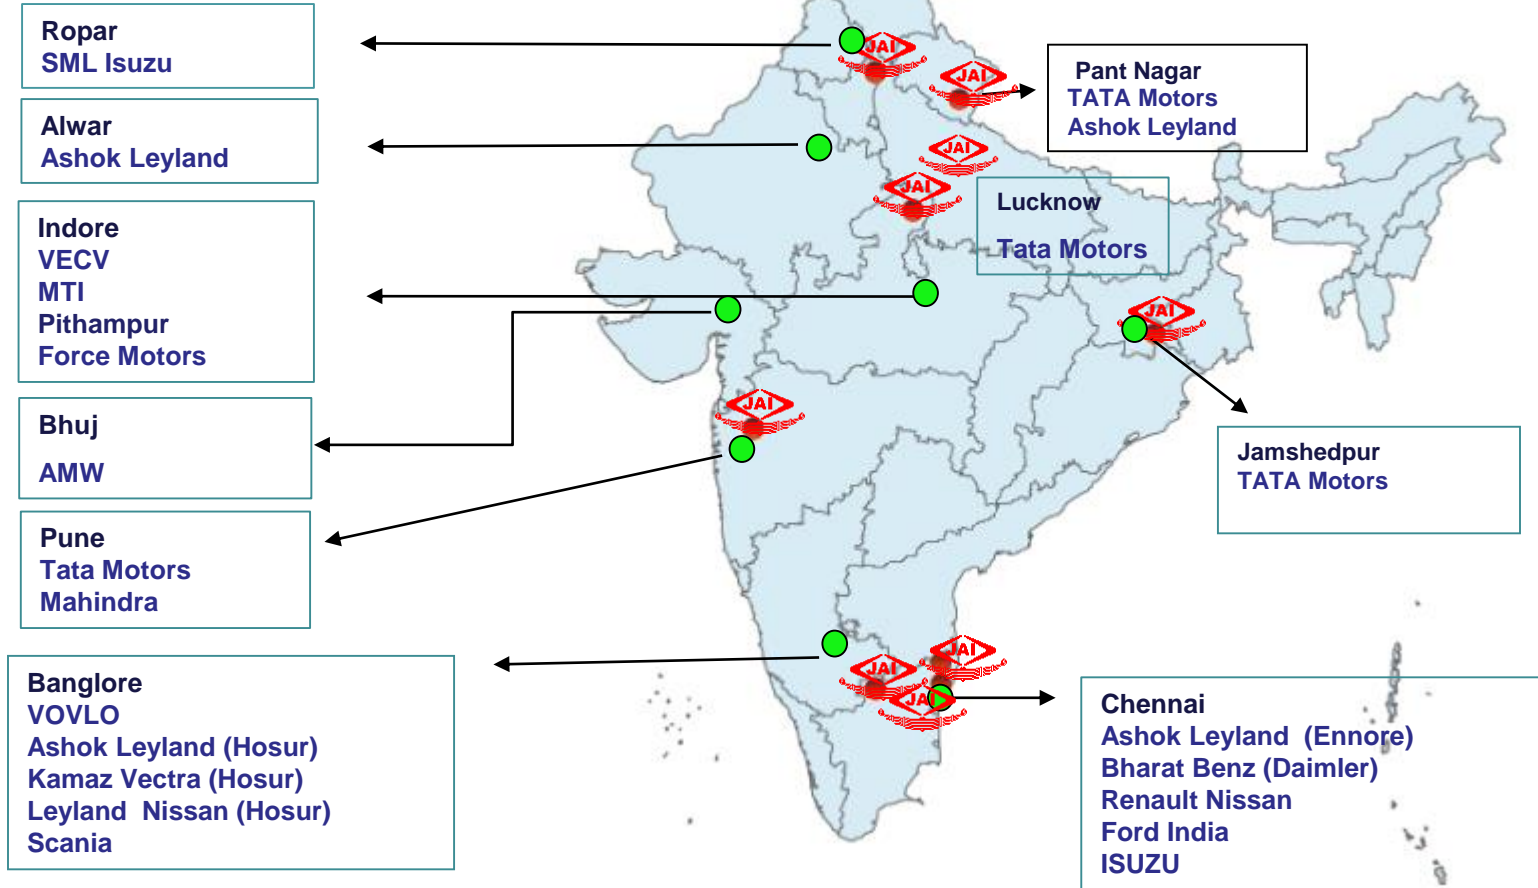 Ropar
SML Isuzu
Alwar
Ashok Leyland
Indore
VECV
MTI
Pithampur
Force Motors
Bhuj
AMW
Pune
Tata Motors
Mahindra
Banglore
VOVLO
Ashok Leyland (Hosur)
Kamaz Vectra (Hosur)
Leyland Nissan (Hosur)
Scania
JAI
JAI
JAI
JAI
JAI
JAI
JAI
JAI
JAI
Pant Nagar
TATA Motors
Ashok Leyland
Lucknow
Tata Motors
Jamshedpur
TATA Motors
Chennai
Ashok Leyland (Ennore)
Bharat Benz (Daimler)
Renault Nissan
Ford India
ISUZU